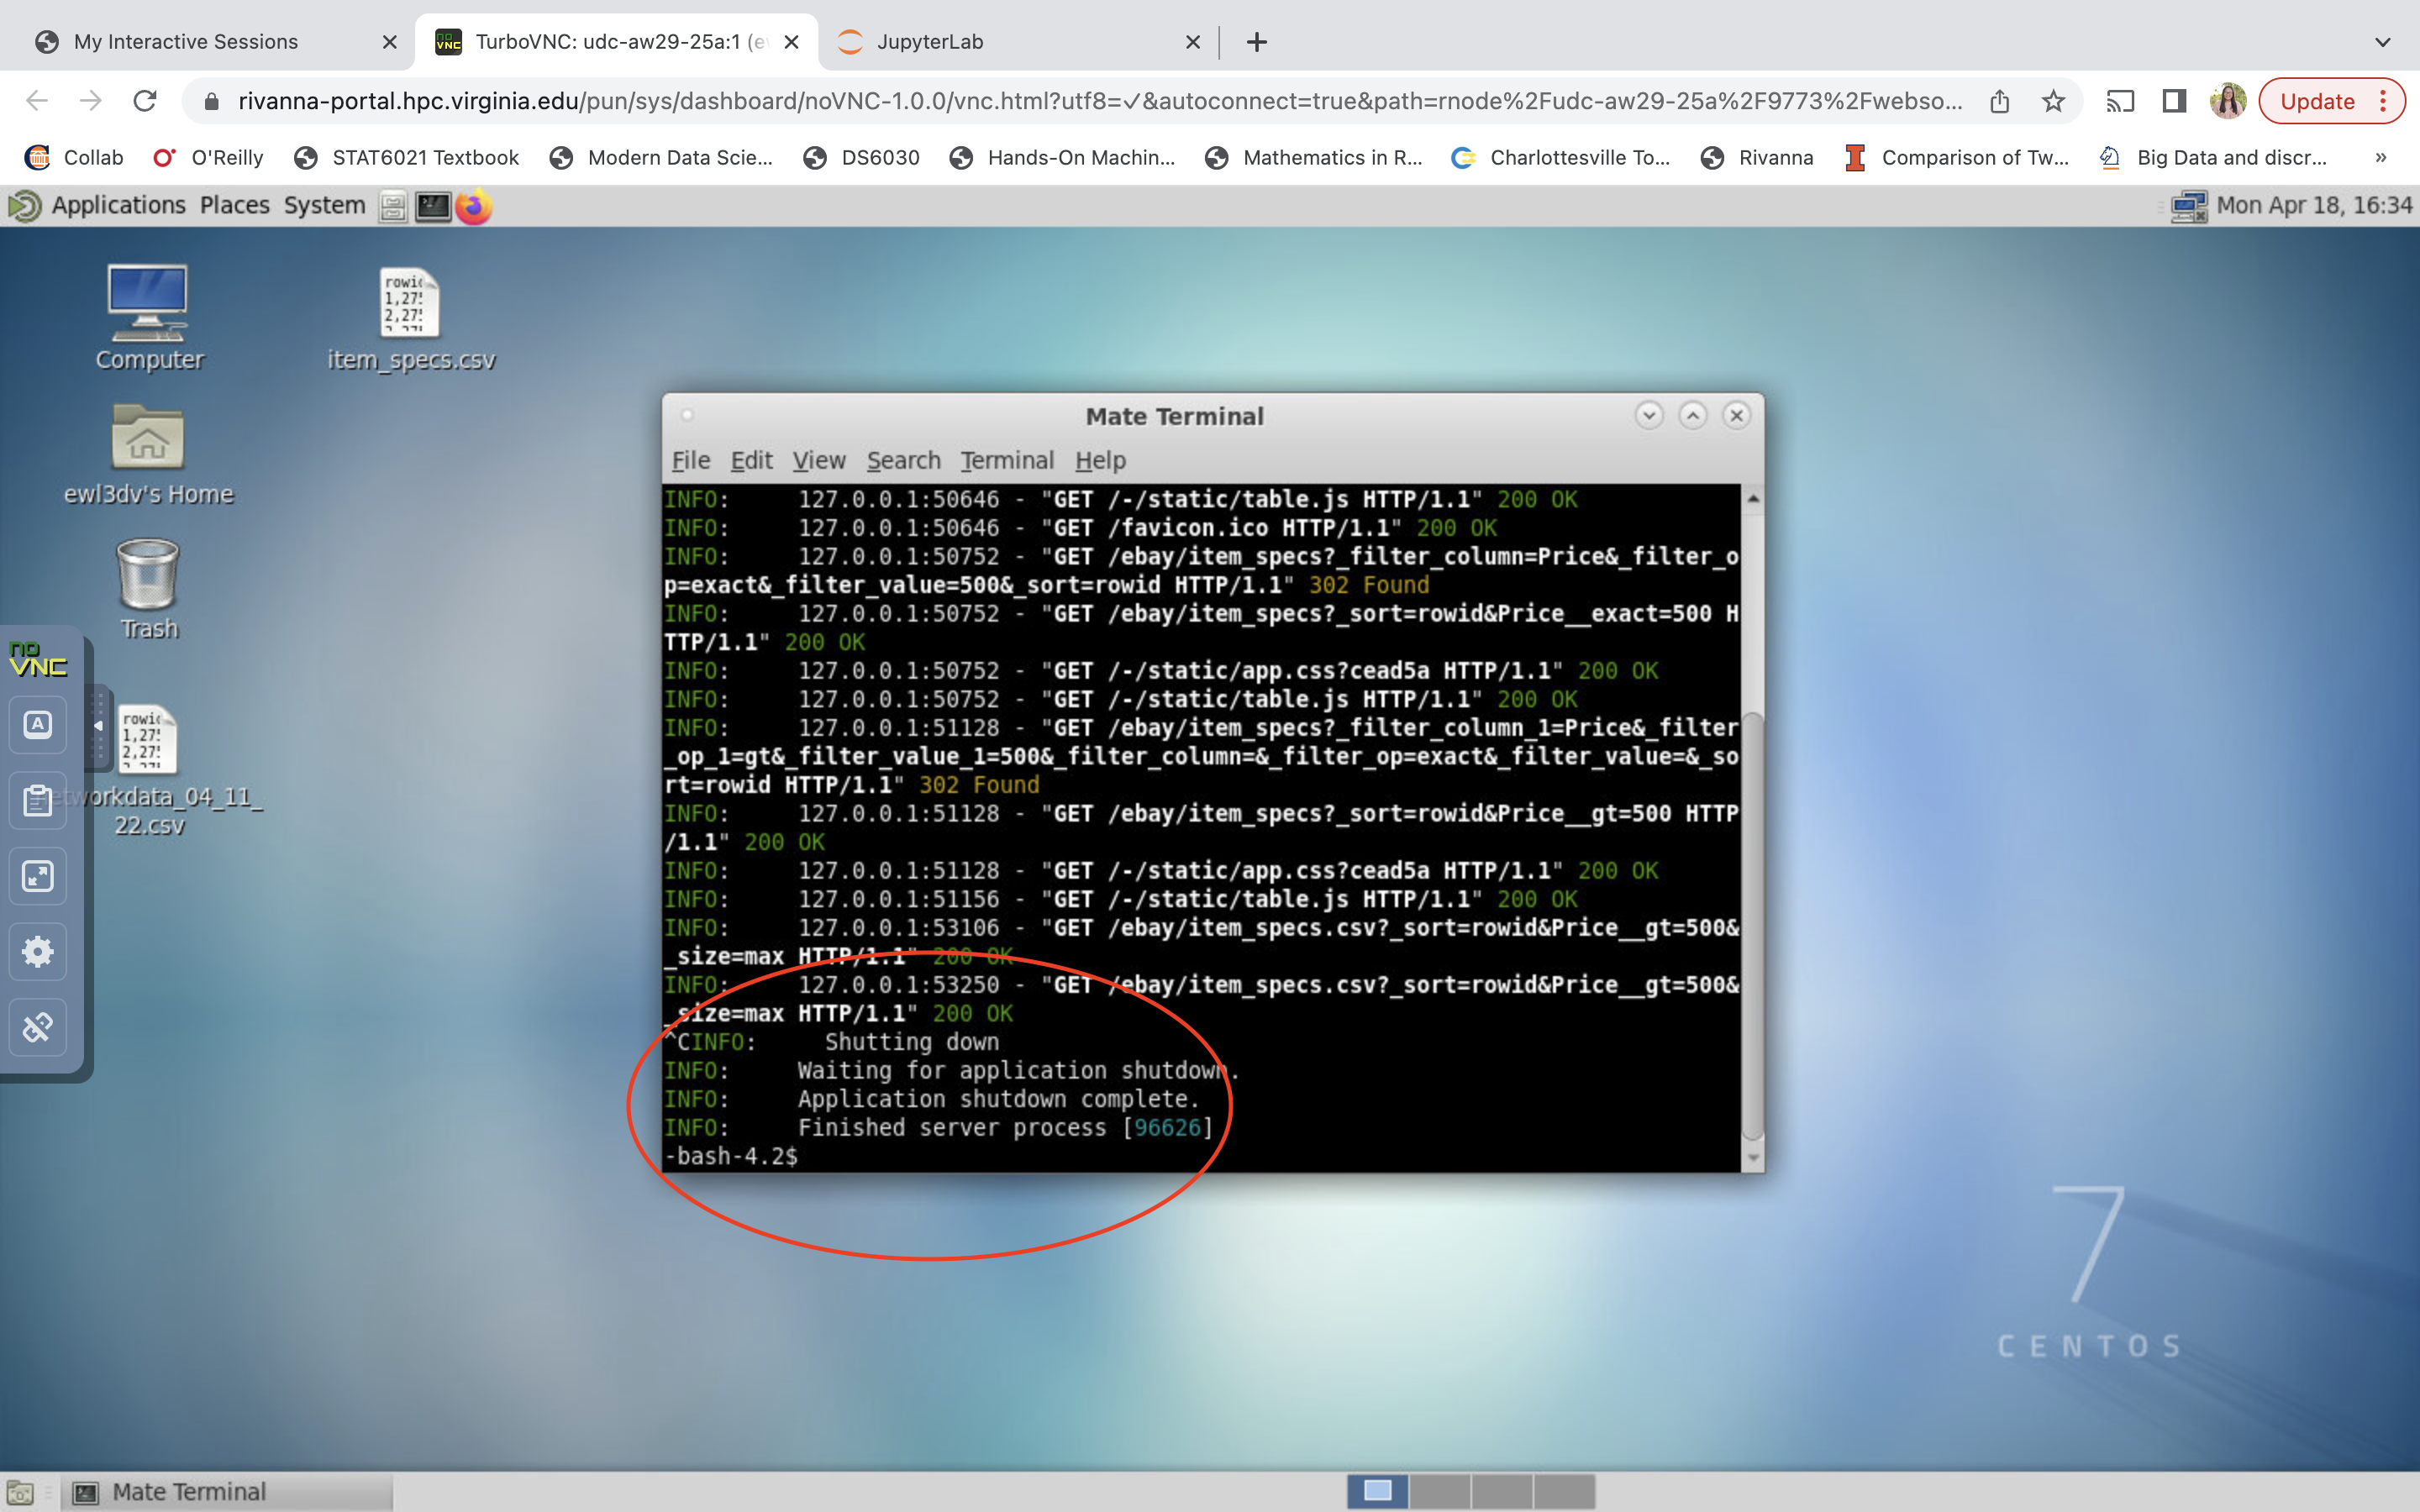 My Interactive Sessions
TurboVNC: udc-aw29-25a:1 (e
JupyterLab
rivanna-portal.hpc.virginia.edu/pun/sys/dashboard/noVNC-1.0.0/vnc.html?utf8=✓&autoconnect=true&path=rnode%2Fudc-aw29-25a%2F9773%2Fwebso...
Update
Collab
O'Reilly
STAT6021 Textbook
Modern Data Scie...
DS6030
Hands-On Machin...
Mathematics in R...
Charlottesville To...
Rivanna
Comparison of Tw...
Big Data and discr...
»
Applications Places System
Mon Apr 18, 16:34
Computer
item_specs.csv
ewl3dv's Home
Trash
no
VNC
A
tworkdata_04_11_
22.csv
Mate Terminal
File Edit View Search Terminal Help
INFO:     127.0.0.1:50646 - "GET /-/static/table.js HTTP/1.1" 200 OK
INFO:     127.0.0.1:50646 - "GET /favicon.ico HTTP/1.1" 200 OK
INFO:     127.0.0.1:50752 - "GET /ebay/item_specs?_filter_column=Price&_filter_o
p=exact&_filter_value=500&_sort=rowid HTTP/1.1" 302 Found
INFO:     127.0.0.1:50752 - "GET /ebay/item_specs?_sort=rowid&Price__exact=500 H
TTP/1.1" 200 OK
INFO:     127.0.0.1:50752 - "GET /-/static/app.css?cead5a HTTP/1.1" 200 OK
INFO:     127.0.0.1:50752 - "GET /-/static/table.js HTTP/1.1" 200 OK
INFO:     127.0.0.1:51128 - "GET /ebay/item_specs?_filter_column_1=Price&_filter
_op_1=gt&_filter_value_1=500&_filter_column=&_filter_op=exact&_filter_value=&_so
rt=rowid HTTP/1.1" 302 Found
INFO:     127.0.0.1:51128 - "GET /ebay/item_specs?_sort=rowid&Price__gt=500 HTTP
/1.1" 200 OK
INFO:     127.0.0.1:51128 - "GET /-/static/app.css?cead5a HTTP/1.1" 200 OK
INFO:     127.0.0.1:51156 - "GET /-/static/table.js HTTP/1.1" 200 OK
INFO:     127.0.0.1:53106 - "GET /ebay/item_specs.csv?_sort=rowid&Price__gt=500&
_size=max HTTP/1.1" 200 OK
INFO:     127.0.0.1:53250 - "GET /ebay/item_specs.csv?_sort=rowid&Price__gt=500&
_size=max HTTP/1.1" 200 OK
^CINFO:     Shutting down
INFO:     Waiting for application shutdown.
INFO:     Application shutdown complete.
INFO:     Finished server process [96626]
-bash-4.2$
7
CENTOS
Mate Terminal